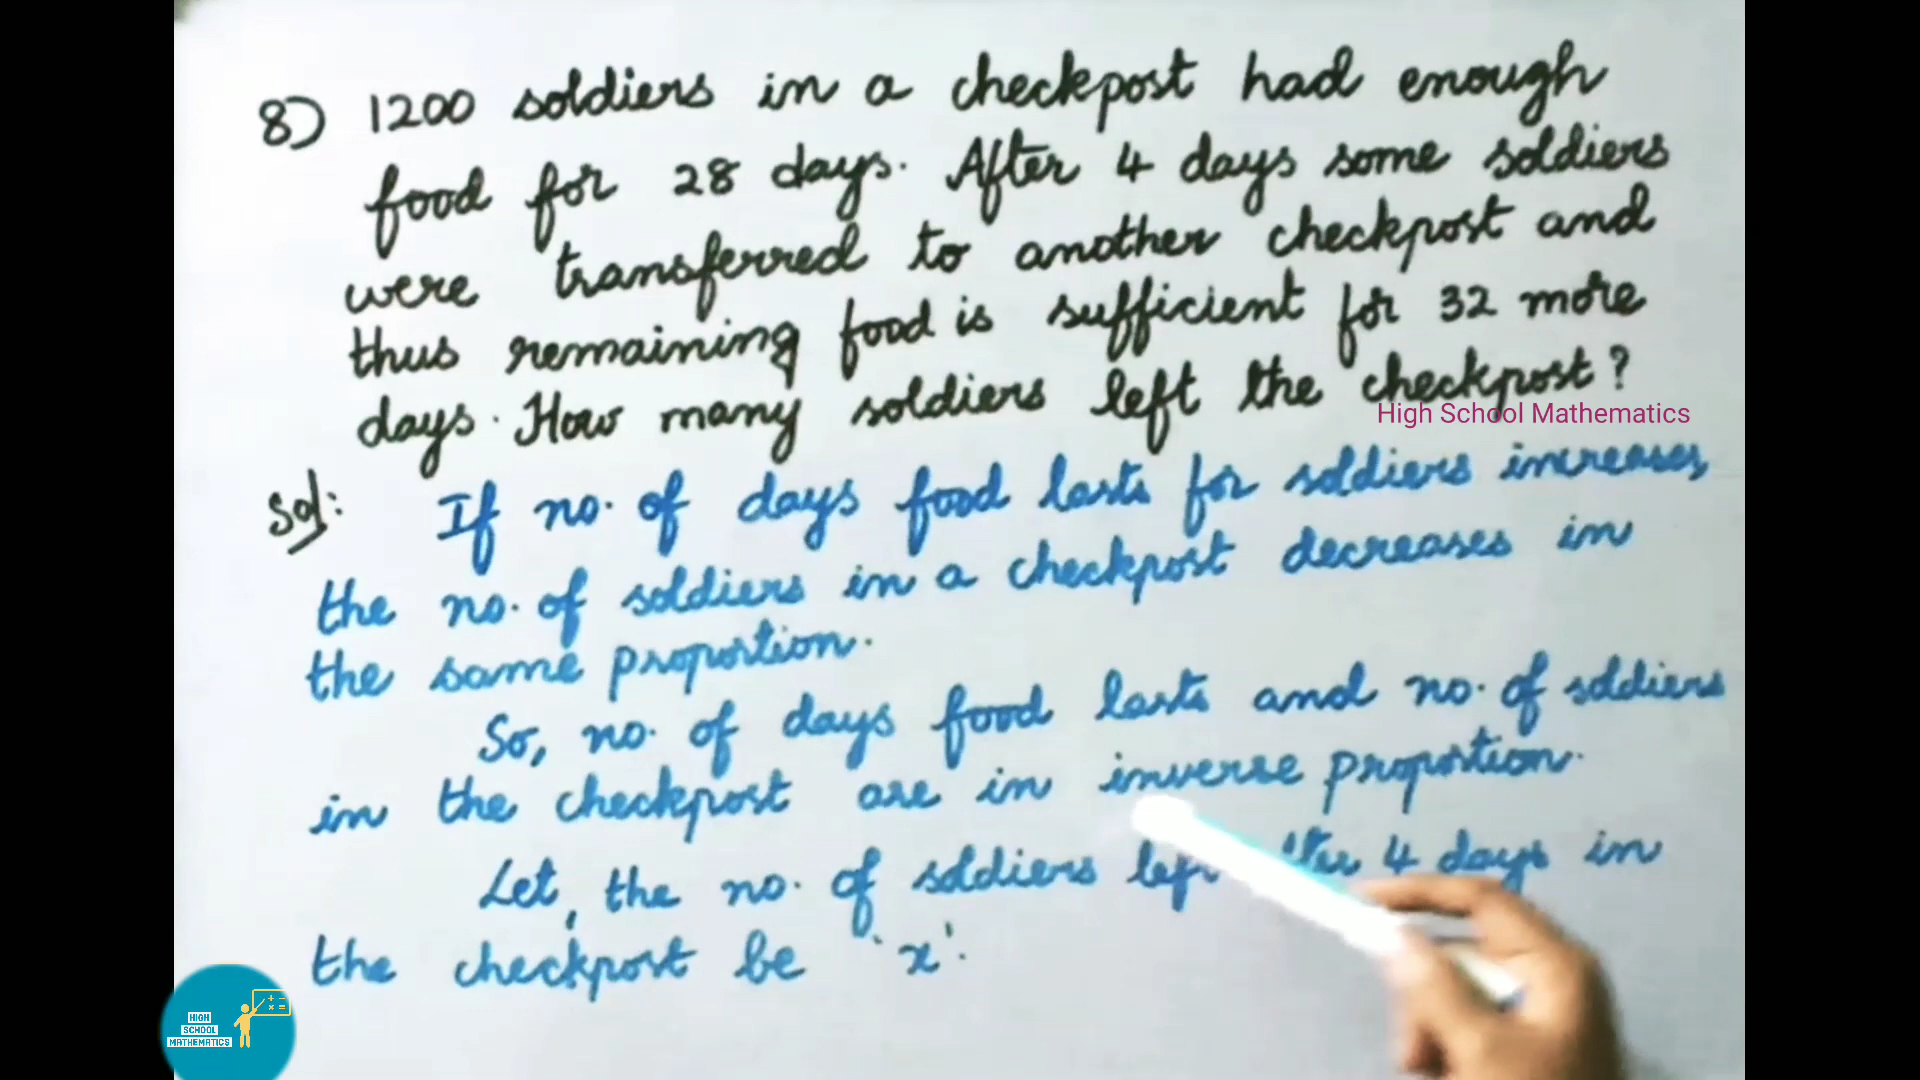 8) 1200 soldiers in a checkpost had enough
food for 28 days. After 4 days some soldiers
were transferred to another checkpost and
thus remaining food is sufficient for 32 more
days. How many soldiers left the checkpost?
High School Mathematics
Sol: If no. of days food lasts for soldiers increases,
the no. of soldiers in a checkpost decreases in
the same proportion.
So, no. of days food lasts and no. of soldiers
in the checkpost are in inverse proportion.
Let, the no. of soldiers 4 days in
the checkpost be 'x'.
HIGH
SCHOOL
MATHEMATICS